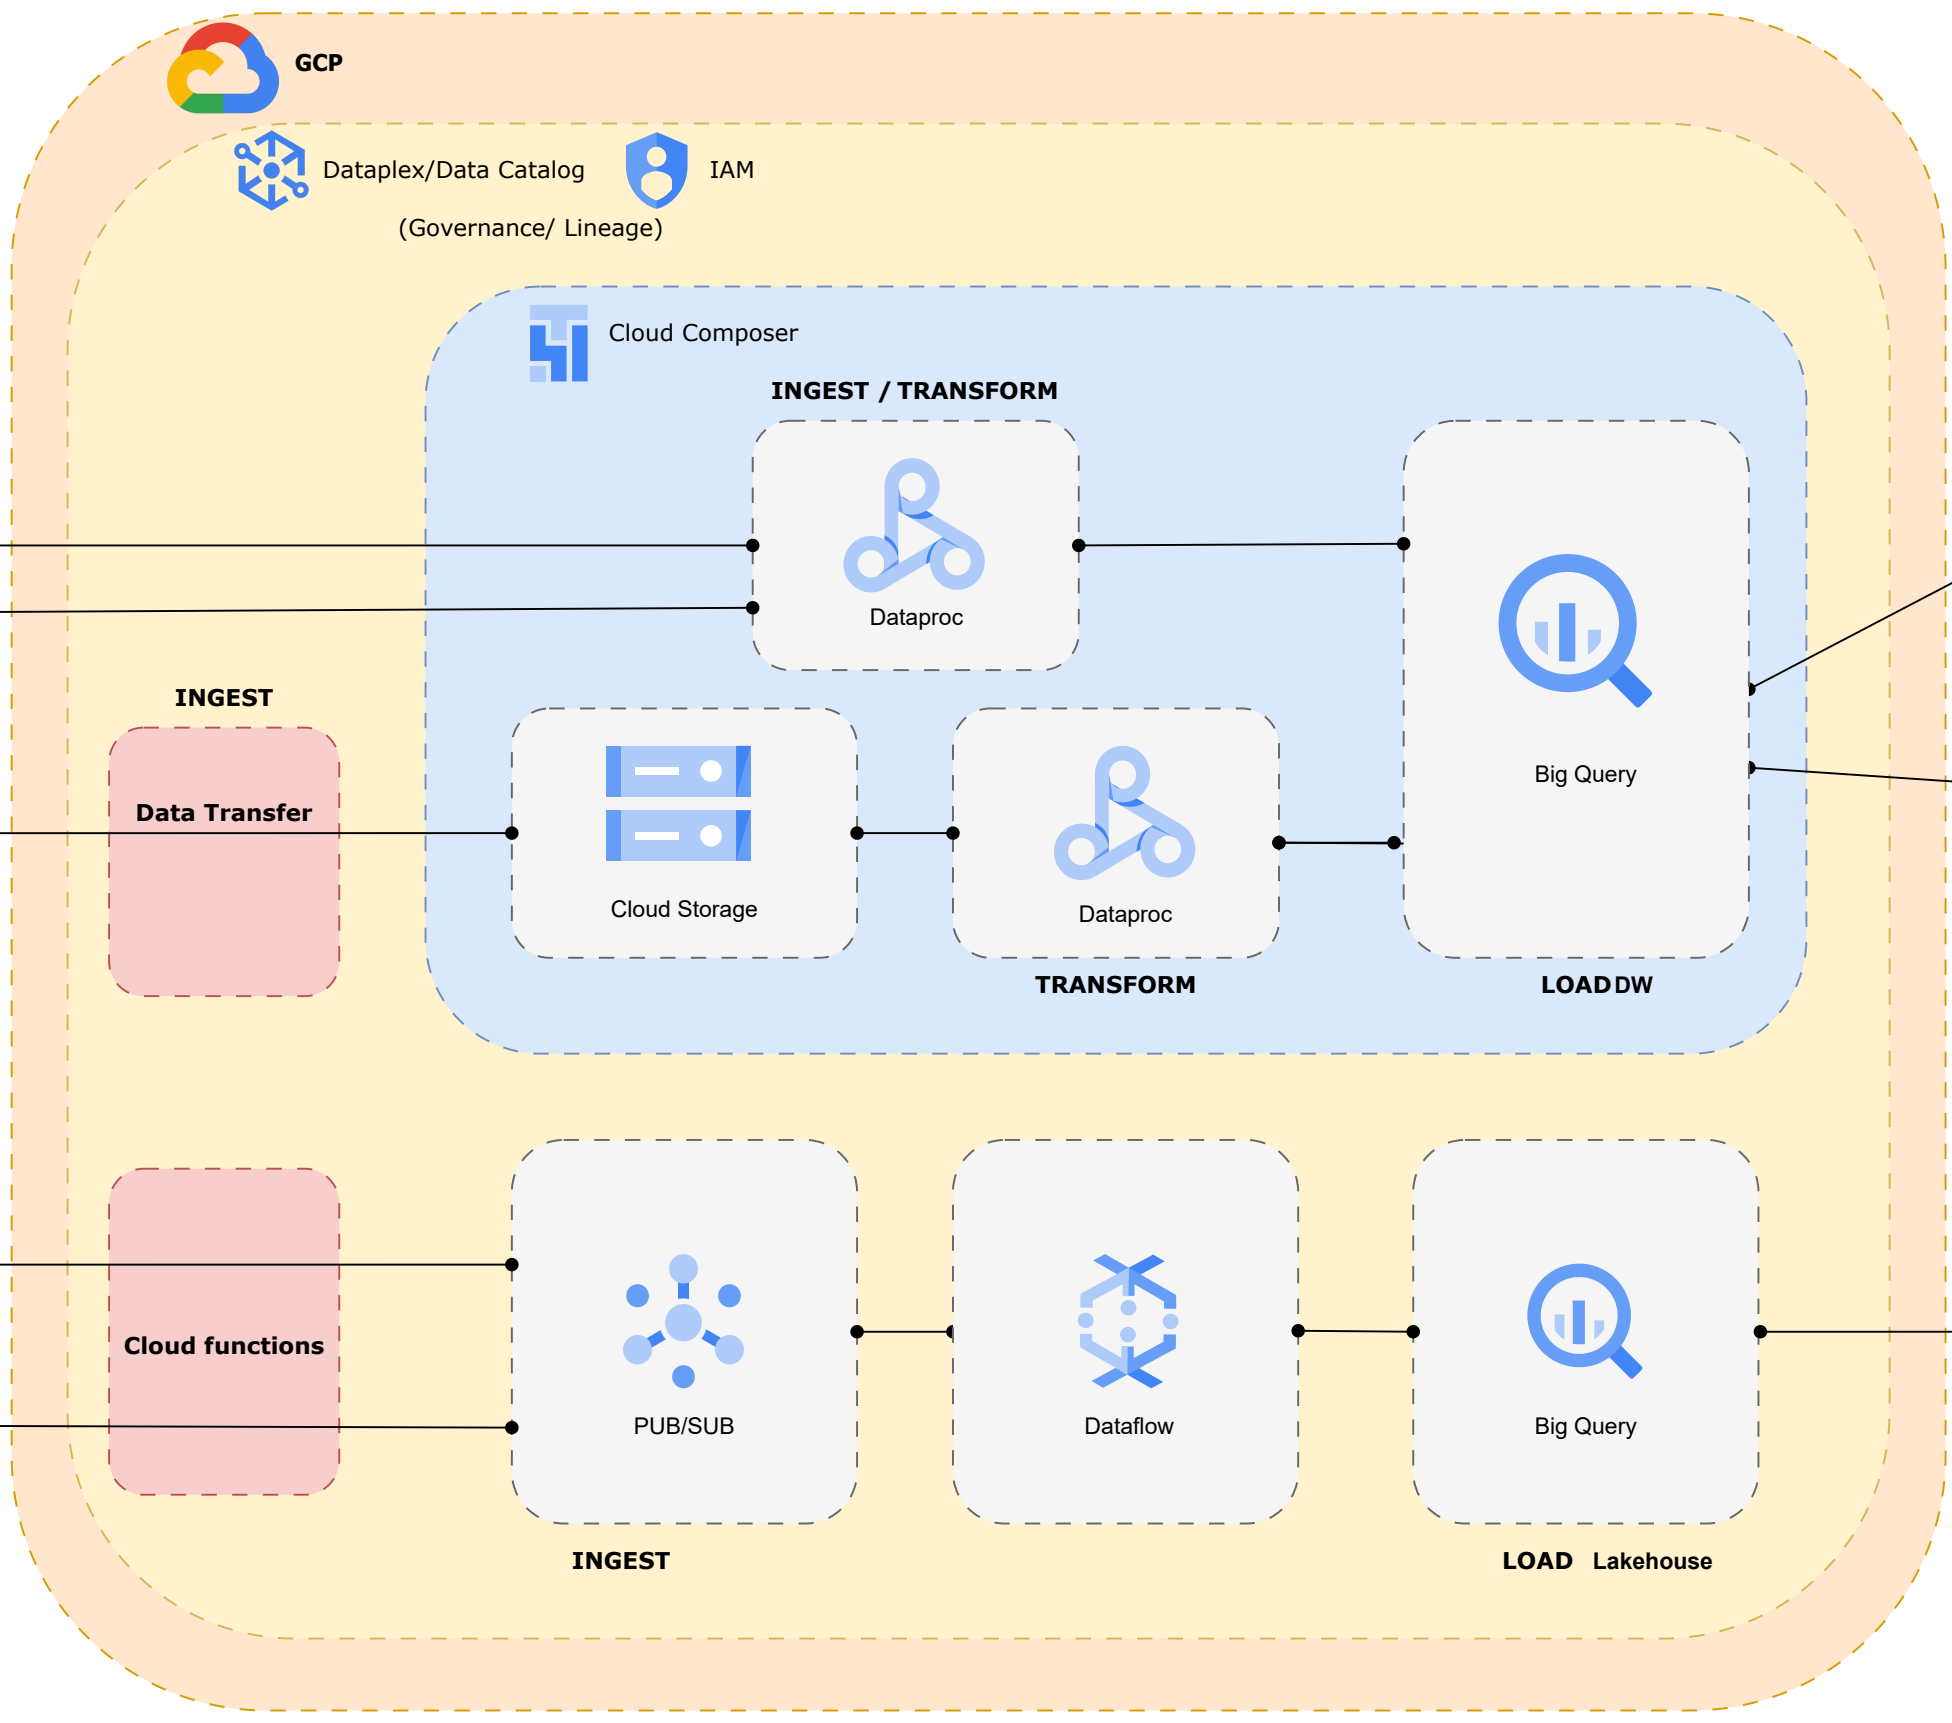 GCP
Dataplex/Data Catalog
IAM
(Governance/ Lineage)
Cloud Composer
INGEST / TRANSFORM
Dataproc
INGEST
Data Transfer
Cloud Storage
Dataproc
Big Query
TRANSFORM
LOAD DW
Cloud functions
PUB/SUB
Dataflow
Big Query
INGEST
LOAD Lakehouse